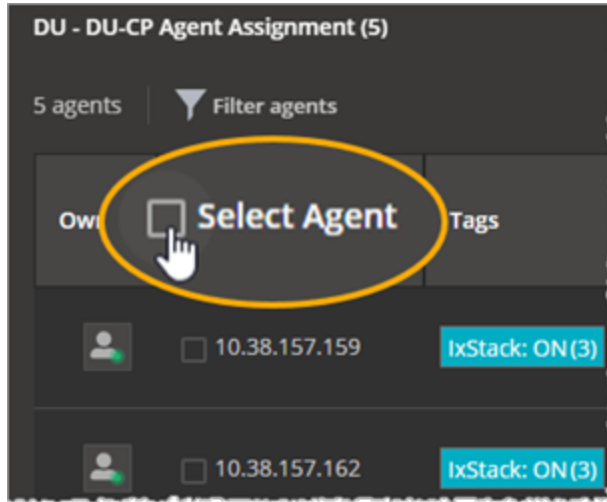 DU - DU-CP Agent Assignment (5)
5 agents Filter agents
Select Agent Tags
10.38.157.159 IxStack: ON(3)
10.38.157.162 IxStack: ON(3)